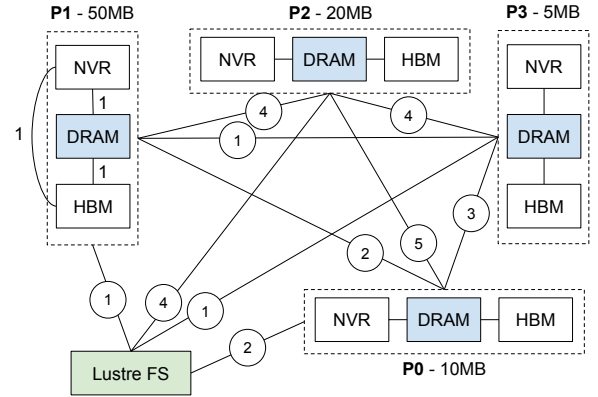 P1 - 50MB
P2 - 20MB
P3 - 5MB
NVR
DRAM
HBM
NVR
DRAM
HBM
NVR
DRAM
HBM
1
1
1
4
4
1
2
5
3
1
4
1
2
NVR
DRAM
HBM
P0 - 10MB
Lustre FS